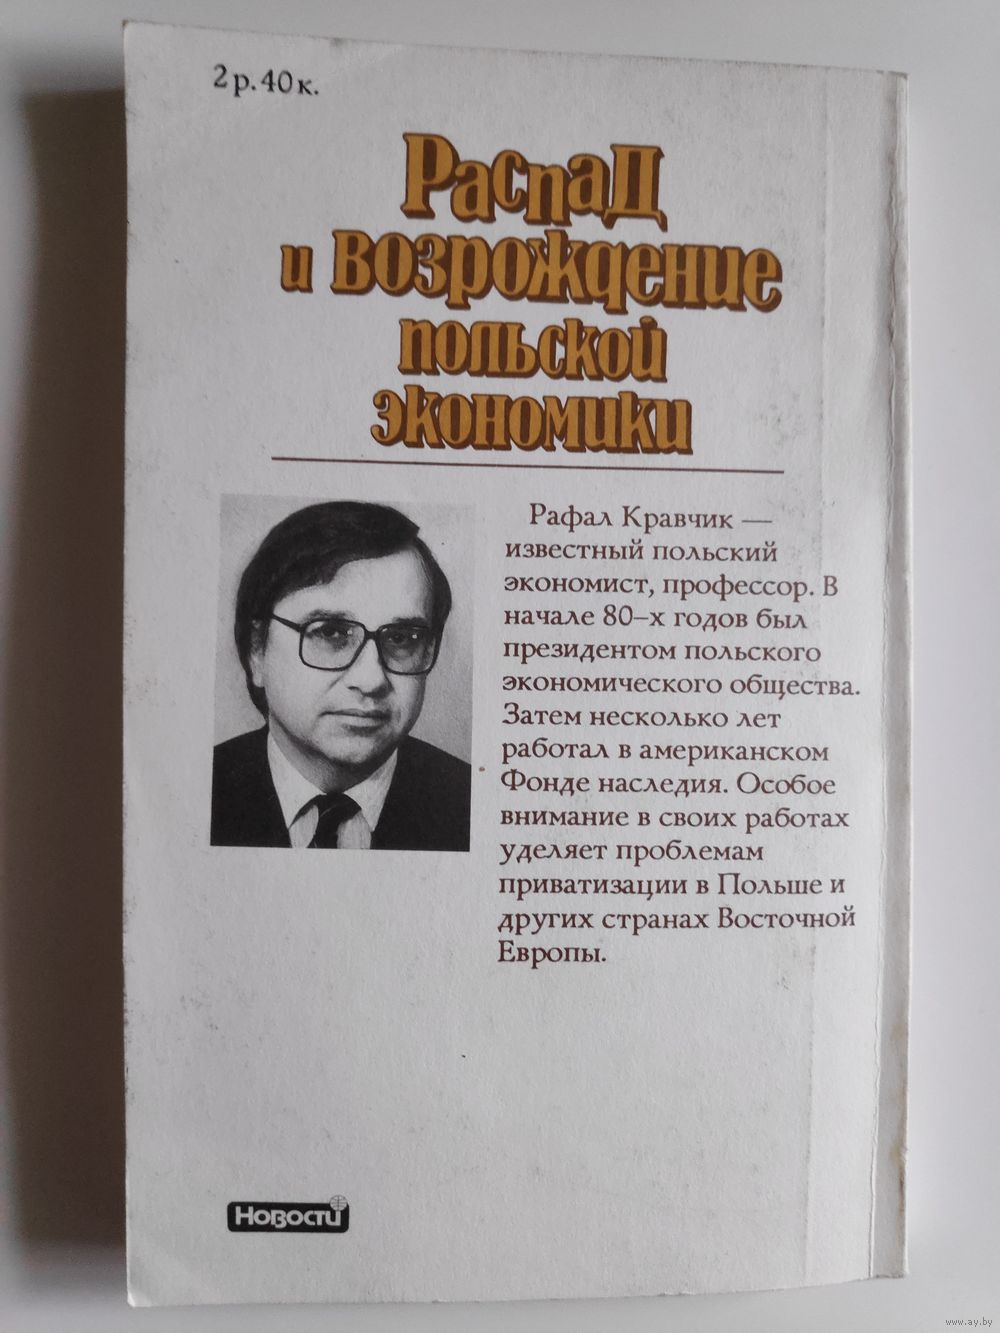 2 р. 40 к.
Распад
и возрождение
польской
экономики
Рафал Кравчик —
известный польский
экономист, профессор. В
начале 80–х годов был
президентом польского
экономического общества.
Затем несколько лет
работал в американском
Фонде наследия. Особое
внимание в своих работах
уделяет проблемам
приватизации в Польше и
других странах Восточной
Европы.
Новости
www.ay.by